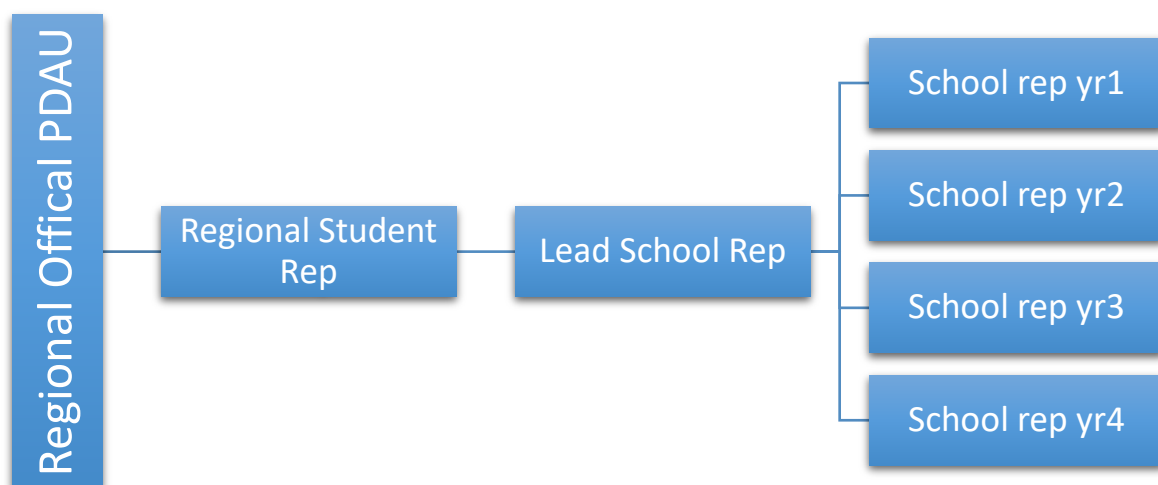 Regional Offical PDAU
Regional Student
Rep
Lead School Rep
School rep yr1
School rep yr2
School rep yr3
School rep yr4